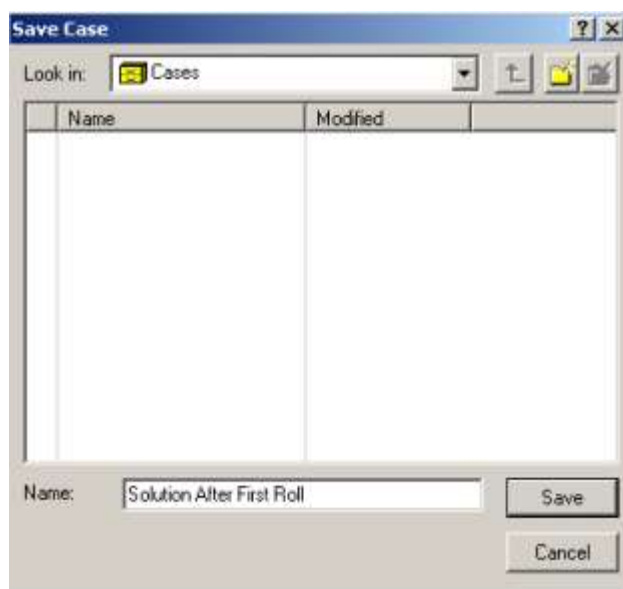 Save Case
Look in: Cases
Name Modified
Name: Solution After First Roll Save
Cancel